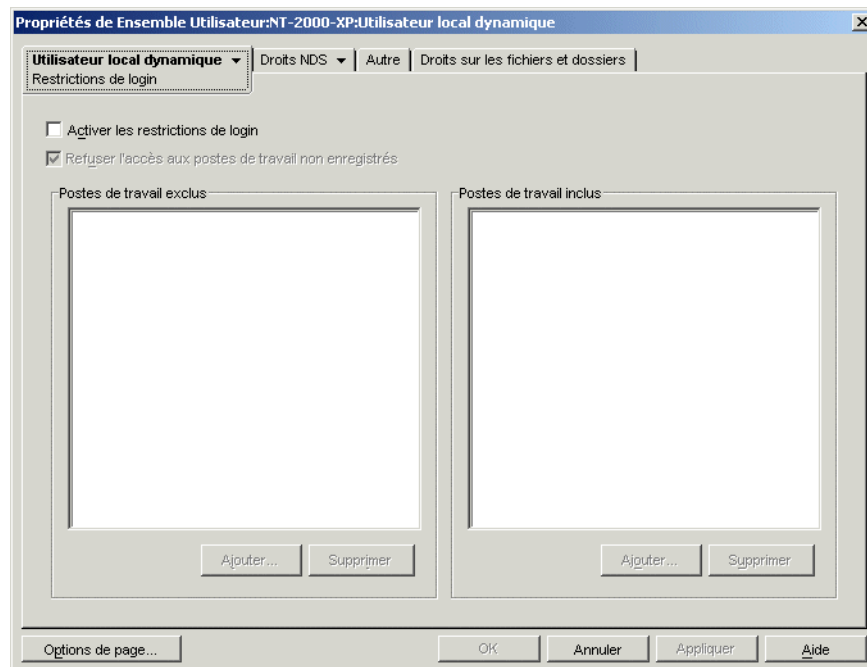 Propriétés de Ensemble Utilisateur:NT-2000-XP:Utilisateur local dynamique
Utilisateur local dynamique Droits NDS Autre Droits sur les fichiers et dossiers
Restrictions de login
Activer les restrictions de login
Refuser l'accès aux postes de travail non enregistrés
Postes de travail exclus Postes de travail inclus
Ajouter... Supprimer Ajouter... Supprimer
Options de page... OK Annuler Appliquer Aide